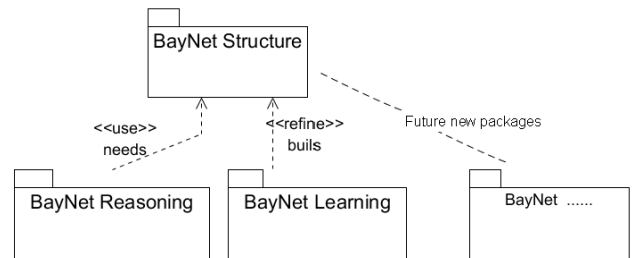 BayNet Structure
<<use>>
needs
<<refine>>
buils
Future new packages
BayNet Reasoning
BayNet Learning
BayNet ......